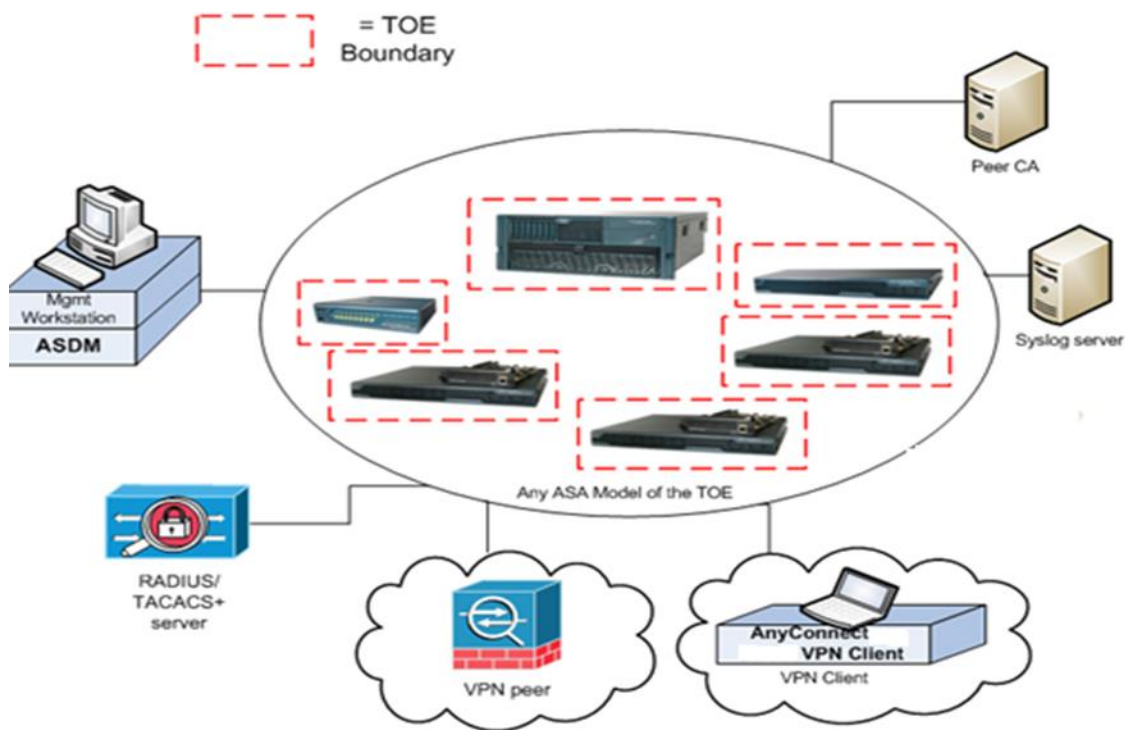 = TOE
Boundary
Peer CA
Mgmt
Workstation
ASDM
Syslog server
Any ASA Model of the TOE
RADIUS/
TACACS+
server
VPN peer
AnyConnect
VPN Client
VPN Client